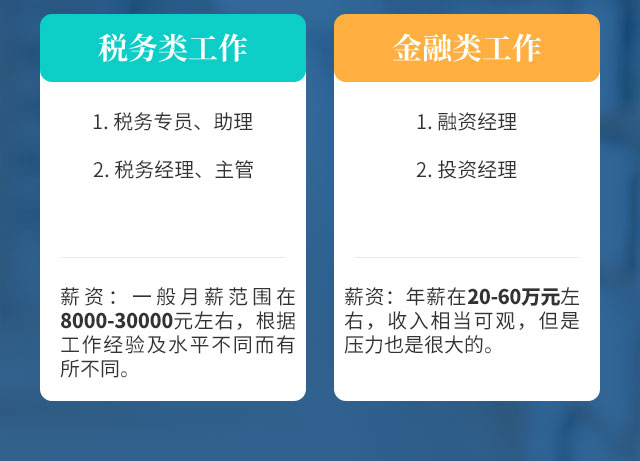 税务类工作
1. 税务专员、助理
2. 税务经理、主管
薪资：一般月薪范围在
8000-30000元左右，根据
工作经验及水平不同而有
所不同。
金融类工作
1. 融资经理
2. 投资经理
薪资：年薪在20-60万元左
右，收入相当可观，但是
压力也是很大的。